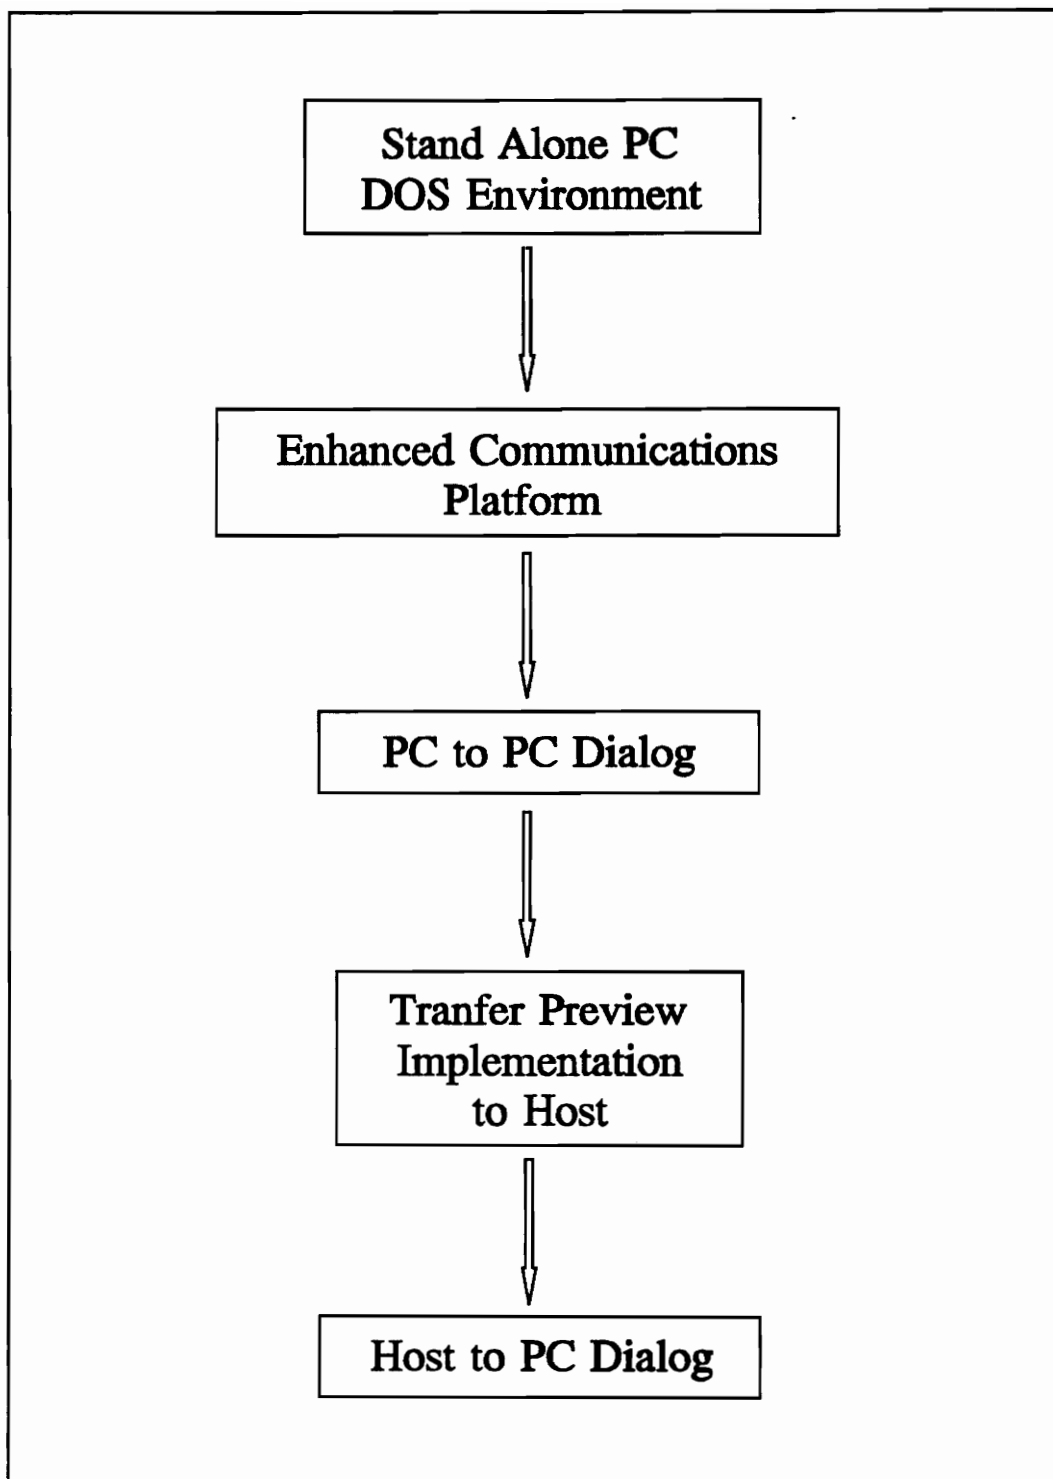 Stand Alone PC
DOS Environment
Enhanced Communications
Platform
PC to PC Dialog
Tranfer Preview
Implementation
to Host
Host to PC Dialog